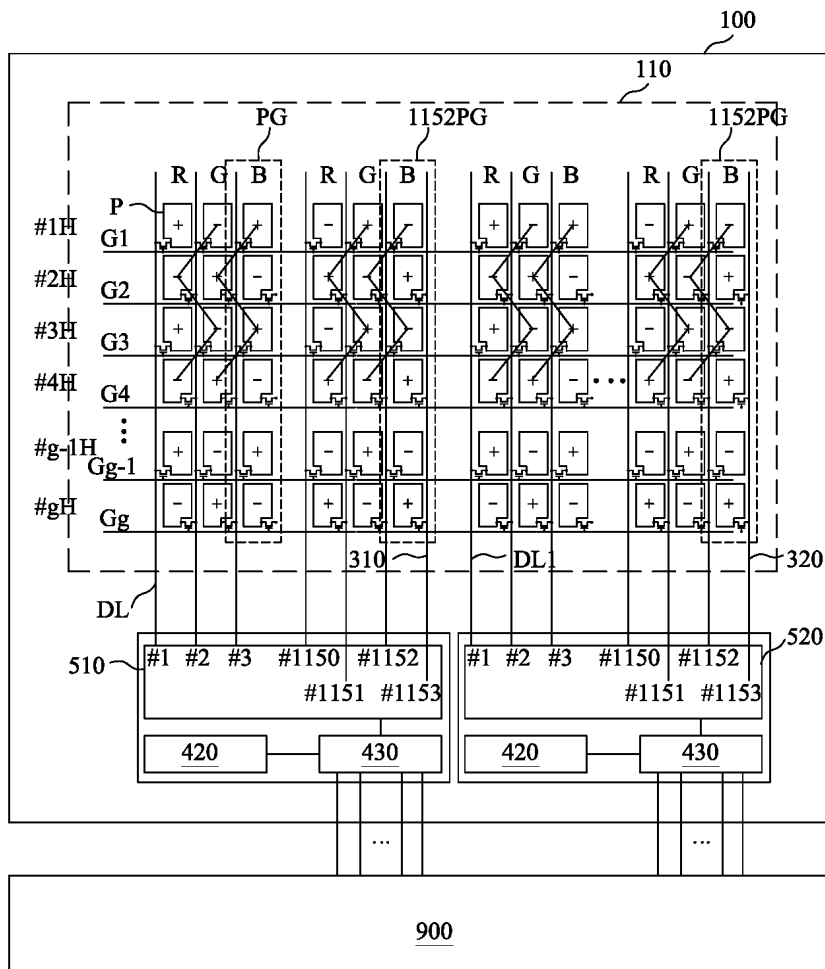 100
110
PG 1152PG 1152PG
R G B R G B R G B R G B
P
#1H + - + - + - + - + - + -
G1
#2H - + - + - + - + - + - +
G2
#3H + - + - + - + - + - + -
G3
#4H - + - + - + - + - ... + - +
G4
...
#g-1H + - + - + - + - + - + -
Gg-1
#gH - + - + - + - + - + - +
Gg
310 DL1 320
DL
510 #1 #2 #3 #1150 #1152 #1 #2 #3 #1150 #1152 520
#1151 #1153 #1151 #1153
420 430 420 430
... ...
900